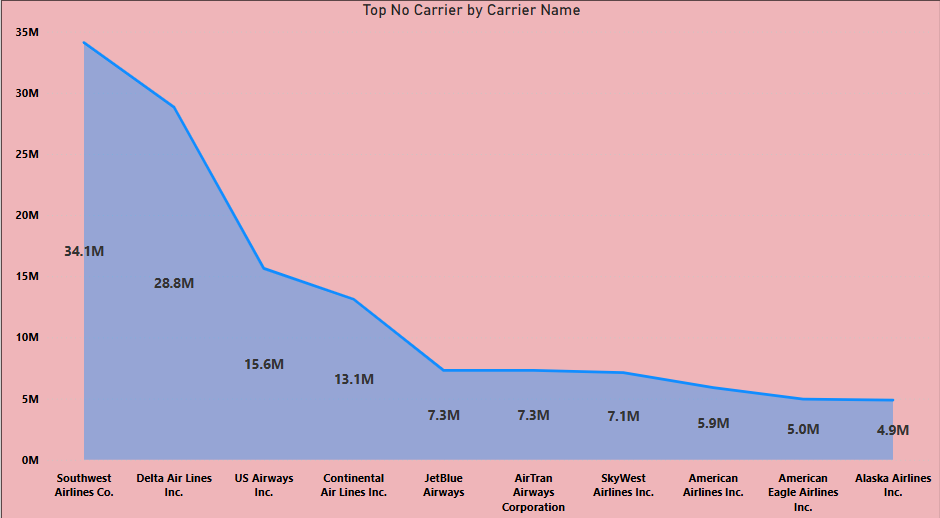 Top No Carrier by Carrier Name
35M
30M
25M
20M
15M
10M
5M
0M
34.1M
28.8M
15.6M
13.1M
7.3M
7.3M
7.1M
5.9M
5.0M
4.9M
Southwest
Airlines Co.
Delta Air Lines
Inc.
US Airways
Inc.
Continental
Air Lines Inc.
JetBlue
Airways
AirTran
Airways
Corporation
SkyWest
Airlines Inc.
American
Airlines Inc.
American
Eagle Airlines
Inc.
Alaska Airlines
Inc.